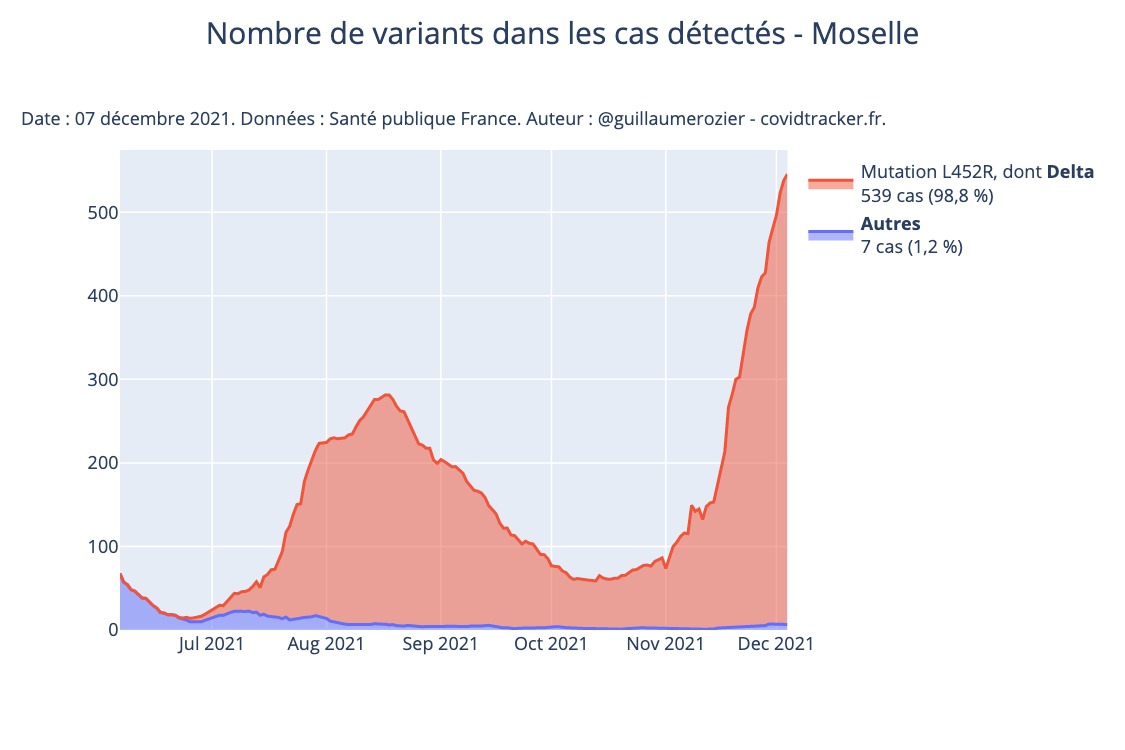 Nombre de variants dans les cas détectés - Moselle
Date : 07 décembre 2021. Données : Santé publique France. Auteur : @guillaumerozier - covidtracker.fr.
Mutation L452R, dont Delta
539 cas (98,8 %)
Autres
7 cas (1,2 %)
500
400
300
200
100
0
Jul 2021 Aug 2021 Sep 2021 Oct 2021 Nov 2021 Dec 2021